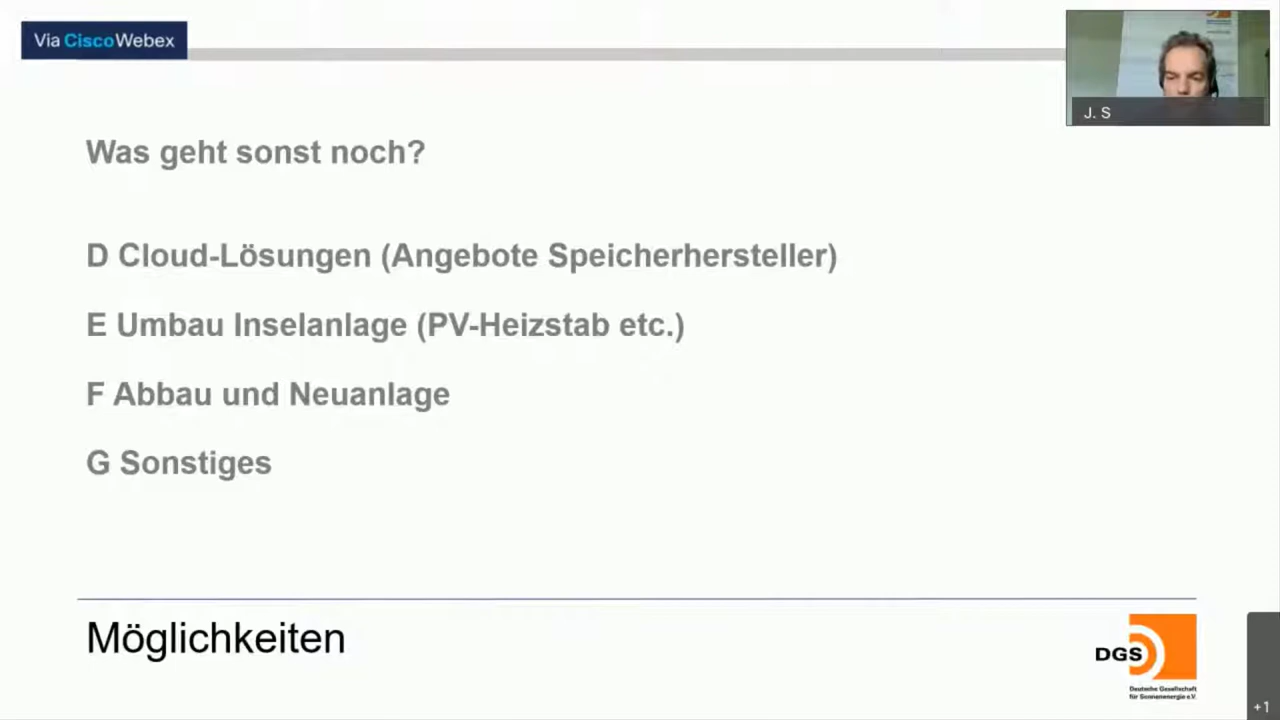 Via CiscoWebex
J. S
Was geht sonst noch?
D Cloud-Lösungen (Angebote Speicherhersteller)
E Umbau Inselanlage (PV-Heizstab etc.)
F Abbau und Neuanlage
G Sonstiges
Möglichkeiten
DGS
Deutsche Gesellschaft
für Sonnenenergie e.V.
+1